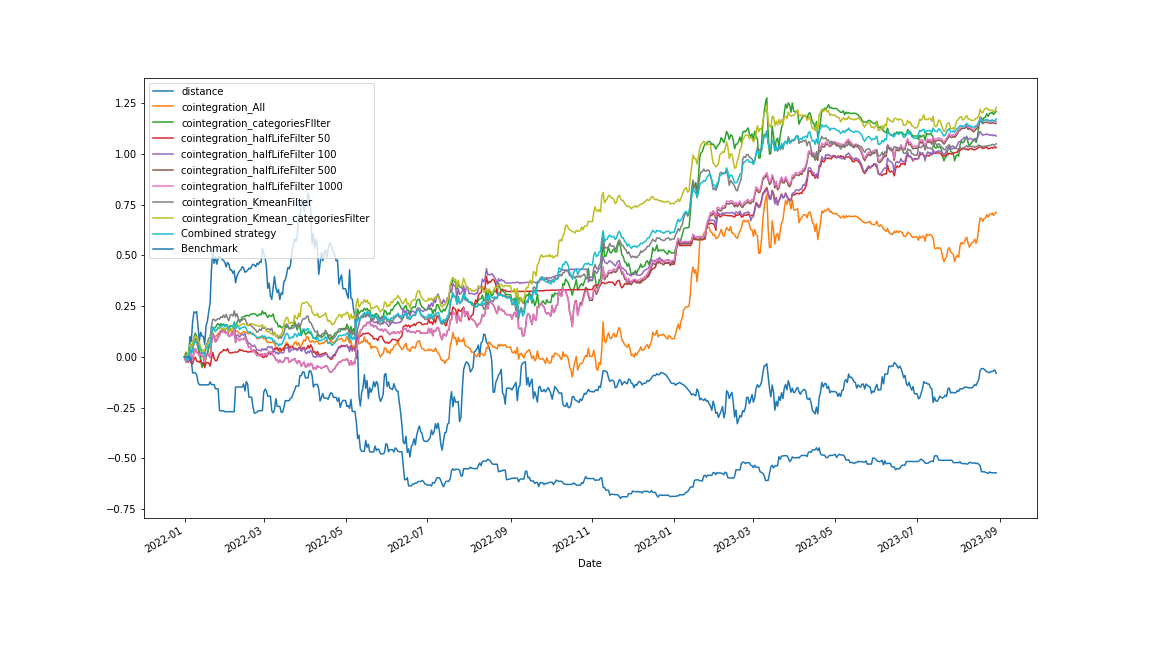 distance
cointegration_All
cointegration_categoriesFIlter
cointegration_halfLifeFilter 50
cointegration_halfLifeFilter 100
cointegration_halfLifeFilter 500
cointegration_halfLifeFilter 1000
cointegration_KmeanFilter
cointegration_Kmean_categoriesFilter
Combined strategy
Benchmark
1.25
1.00
0.75
0.50
0.25
0.00
−0.25
−0.50
−0.75
2022-01
2022-03
2022-05
2022-07
2022-09
2022-11
2023-01
2023-03
2023-05
2023-07
2023-09
Date